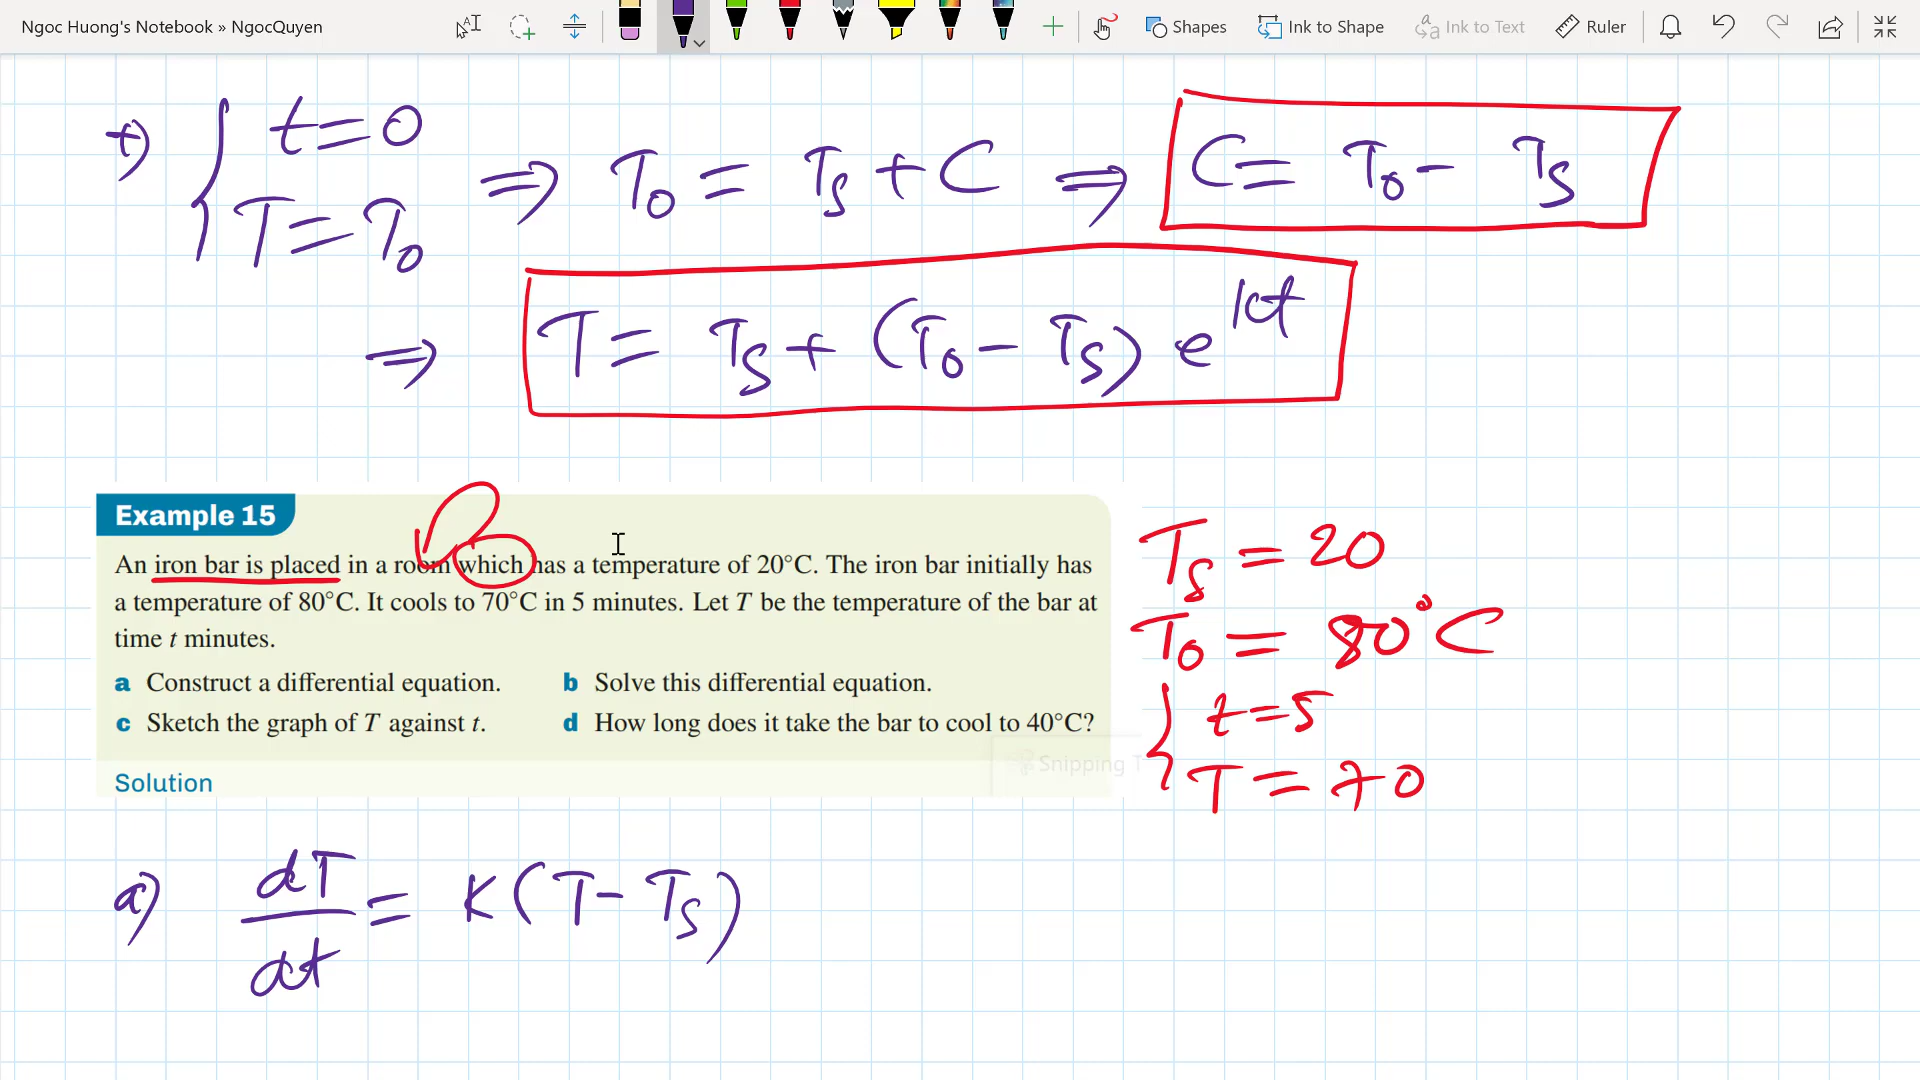 Ngoc Huong's Notebook » NgocQuyen
Shapes
Ink to Shape
Ink to Text
Ruler
+) { t = 0
T = T₀
⇒ T₀ = Tₛ + C ⇒ C = T₀ - Tₛ
⇒ T = Tₛ + (T₀ - Tₛ) e^kt
Example 15
An iron bar is placed in a room which has a temperature of 20°C. The iron bar initially has
a temperature of 80°C. It cools to 70°C in 5 minutes. Let T be the temperature of the bar at
time t minutes.
a Construct a differential equation.
b Solve this differential equation.
c Sketch the graph of T against t.
d How long does it take the bar to cool to 40°C?
Solution
Snipping T
Tₛ = 20
T₀ = 80°C
{ t = 5
T = 70
a) dT/dt = K(T - Tₛ)